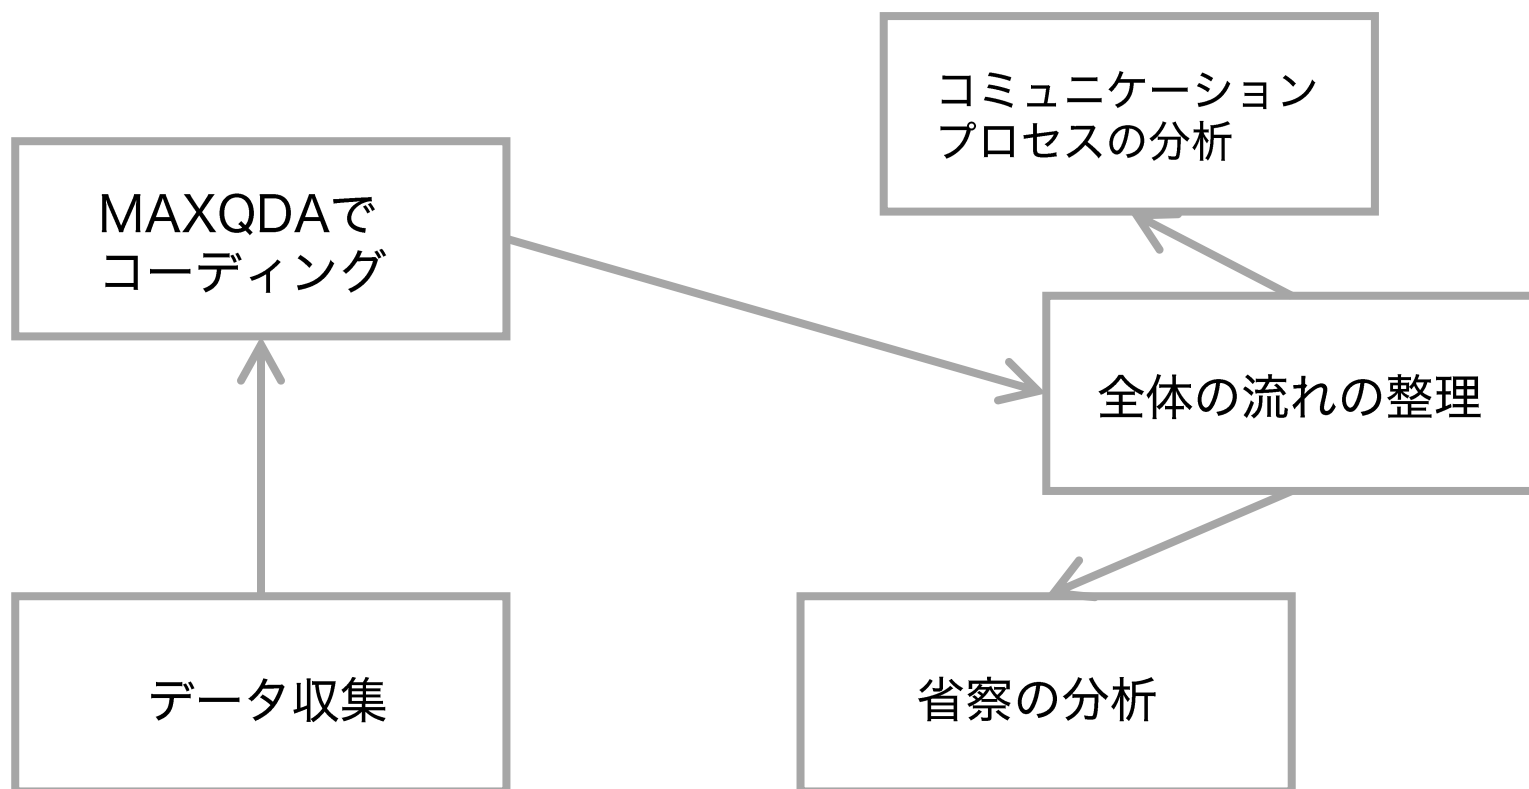 コミュニケーション
プロセスの分析
MAXQDAで
コーディング
全体の流れの整理
データ収集
省察の分析